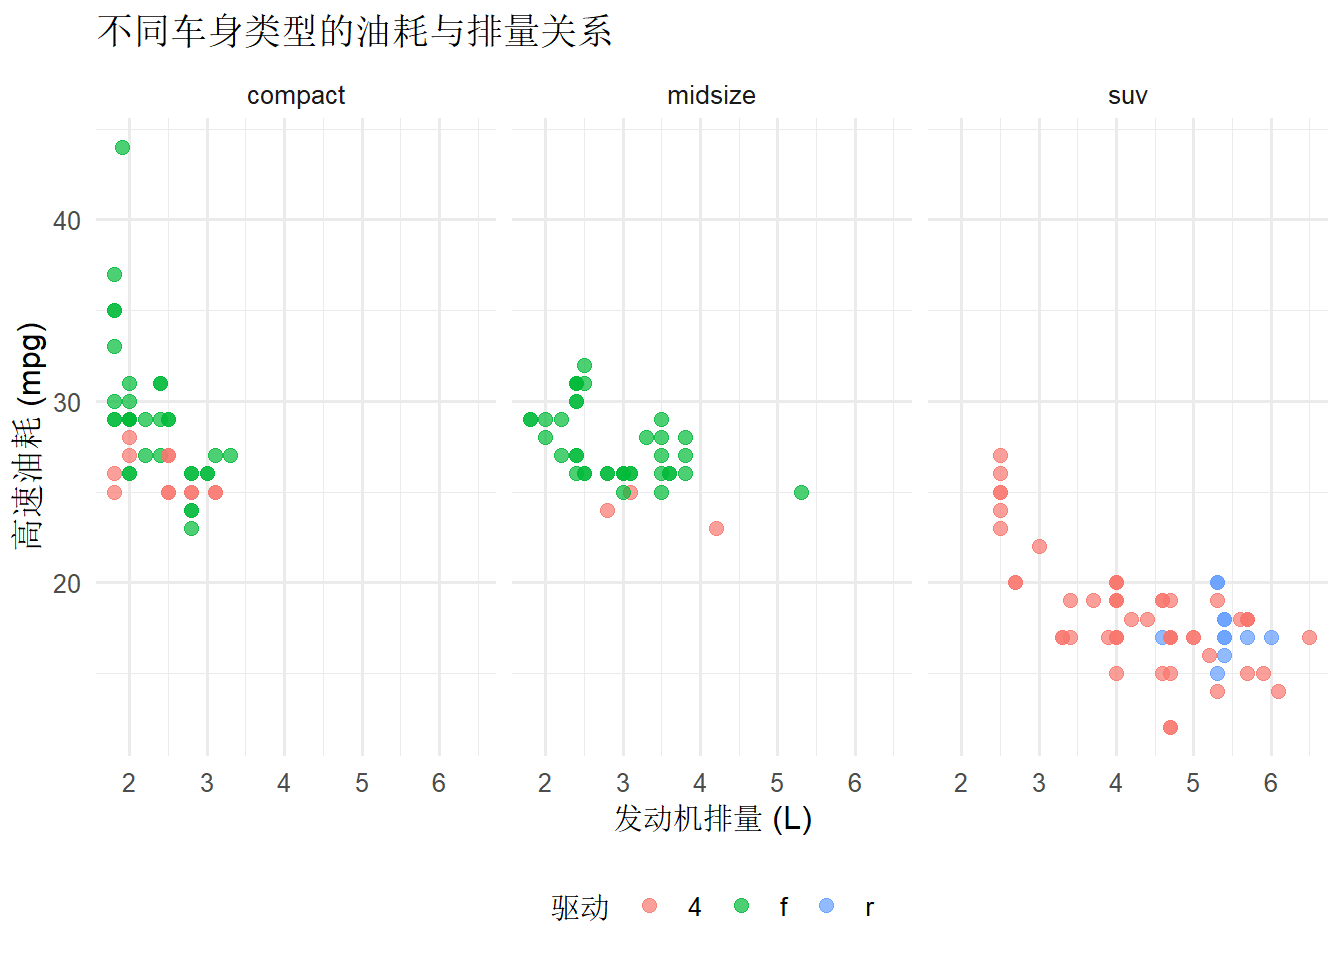 不同车身类型的油耗与排量关系
compact midsize suv
高速油耗 (mpg)
40
30
20
2 3 4 5 6 2 3 4 5 6 2 3 4 5 6
发动机排量 (L)
驱动 4 f r